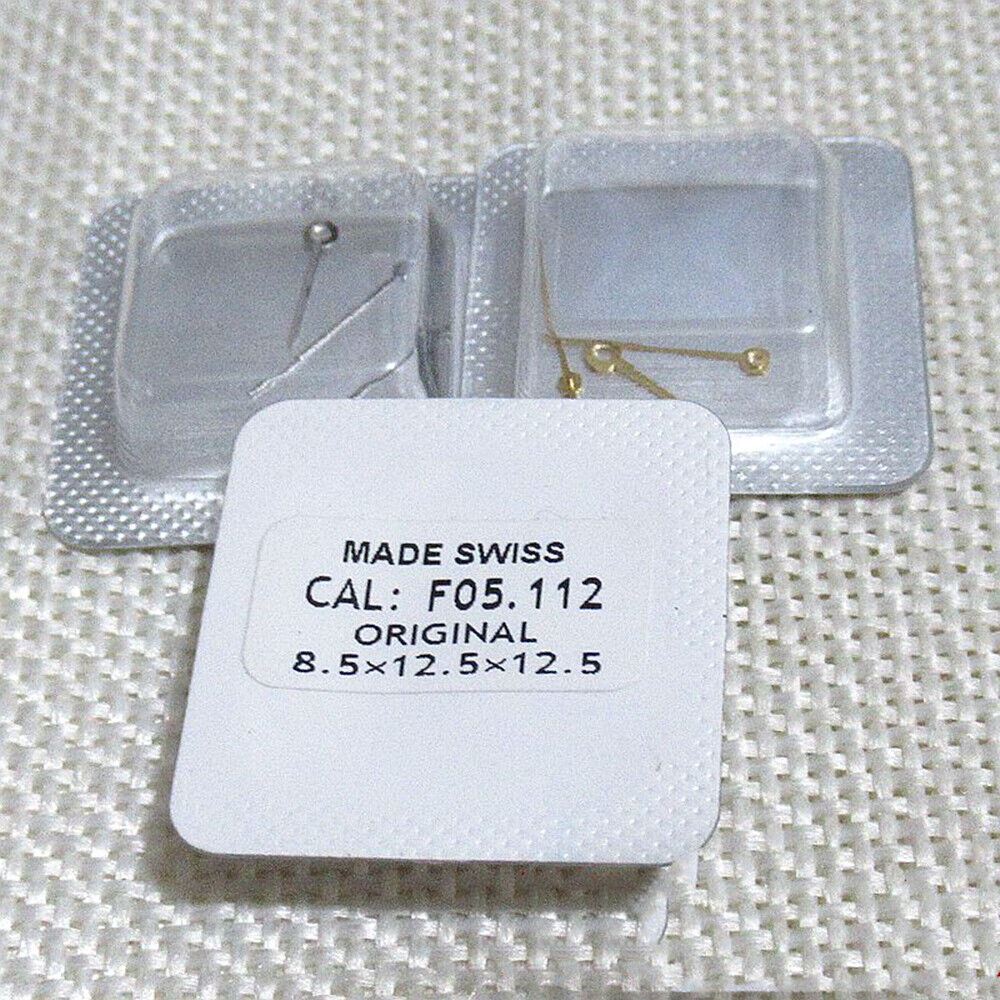 MADE SWISS
CAL: F05.112
ORIGINAL
8.5×12.5×12.5